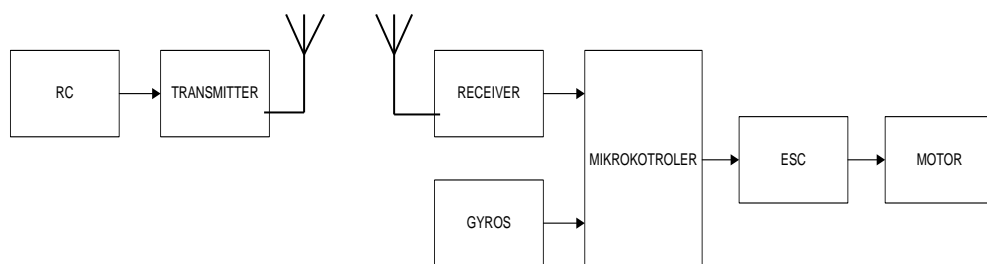 RC
TRANSMITTER
RECEIVER
GYROS
MIKROKOTROLER
ESC
MOTOR